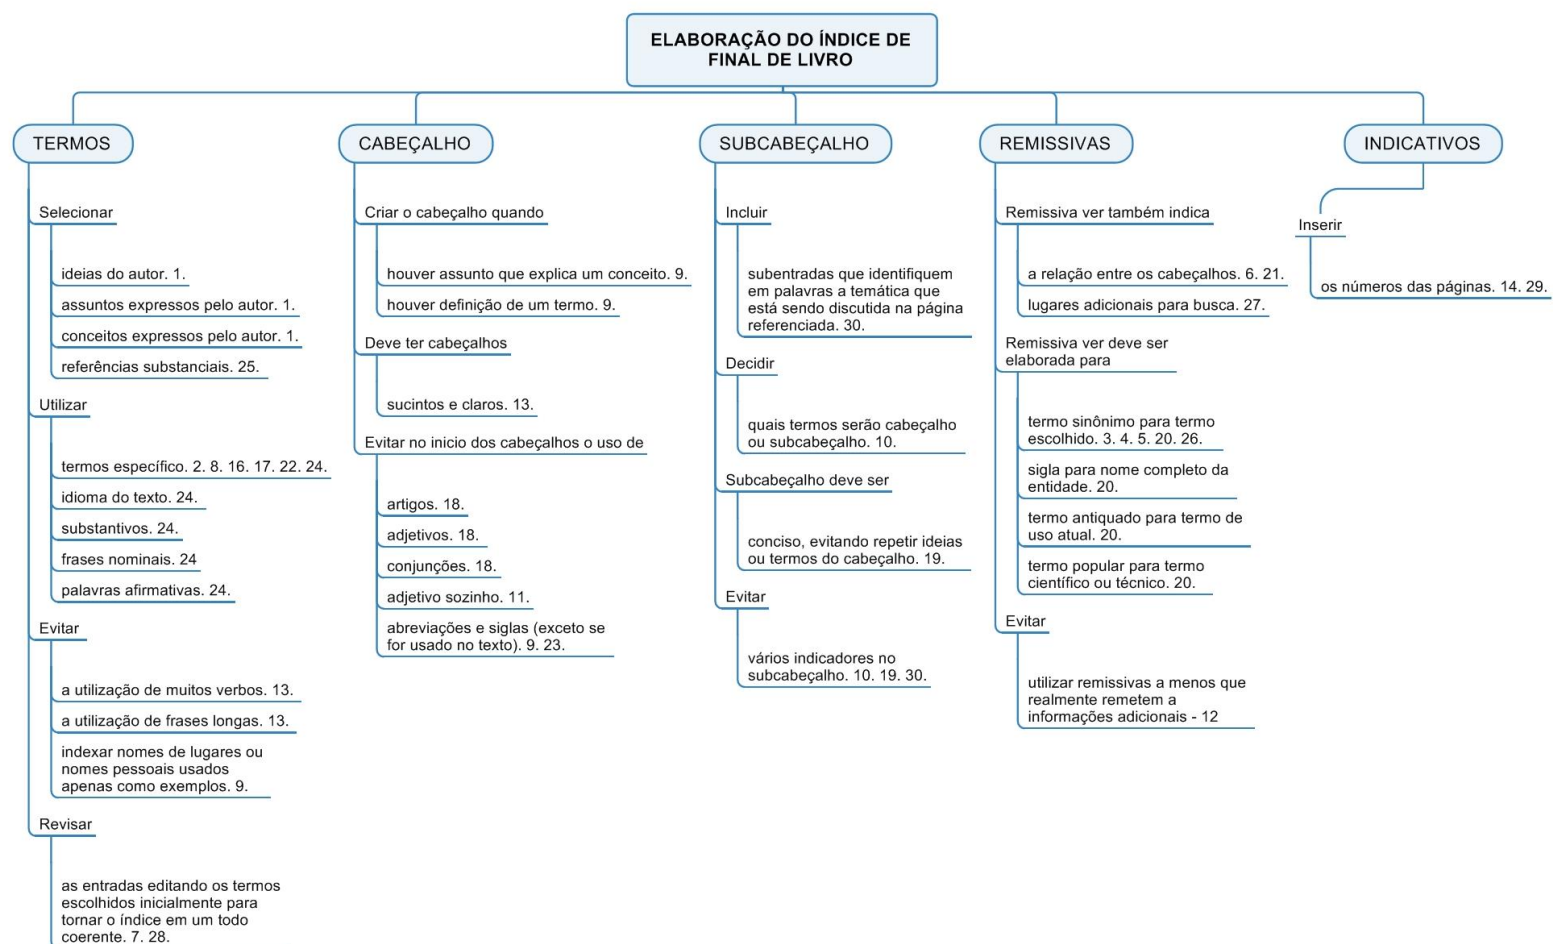 ELABORAÇÃO DO ÍNDICE DE
FINAL DE LIVRO
TERMOS
Selecionar
ideias do autor. 1.
assuntos expressos pelo autor. 1.
conceitos expressos pelo autor. 1.
referências substanciais. 25.
Utilizar
termos específico. 2. 8. 16. 17. 22. 24.
idioma do texto. 24.
substantivos. 24.
frases nominais. 24
palavras afirmativas. 24.
Evitar
a utilização de muitos verbos. 13.
a utilização de frases longas. 13.
indexar nomes de lugares ou
nomes pessoais usados
apenas como exemplos. 9.
Revisar
as entradas editando os termos
escolhidos inicialmente para
tornar o índice em um todo
coerente. 7. 28.
CABEÇALHO
Criar o cabeçalho quando
houver assunto que explica um conceito. 9.
houver definição de um termo. 9.
Deve ter cabeçalhos
sucintos e claros. 13.
Evitar no inicio dos cabeçalhos o uso de
artigos. 18.
adjetivos. 18.
conjunções. 18.
adjetivo sozinho. 11.
abreviações e siglas (exceto se
for usado no texto). 9. 23.
SUBCABEÇALHO
Incluir
subentradas que identifiquem
em palavras a temática que
está sendo discutida na página
referenciada. 30.
Decidir
quais termos serão cabeçalho
ou subcabeçalho. 10.
Subcabeçalho deve ser
conciso, evitando repetir ideias
ou termos do cabeçalho. 19.
Evitar
vários indicadores no
subcabeçalho. 10. 19. 30.
REMISSIVAS
Remissiva ver também indica
a relação entre os cabeçalhos. 6. 21.
lugares adicionais para busca. 27.
Remissiva ver deve ser
elaborada para
termo sinônimo para termo
escolhido. 3. 4. 5. 20. 26.
sigla para nome completo da
entidade. 20.
termo antiquado para termo de
uso atual. 20.
termo popular para termo
científico ou técnico. 20.
Evitar
utilizar remissivas a menos que
realmente remetem a
informações adicionais - 12
INDICATIVOS
Inserir
os números das páginas. 14. 29.